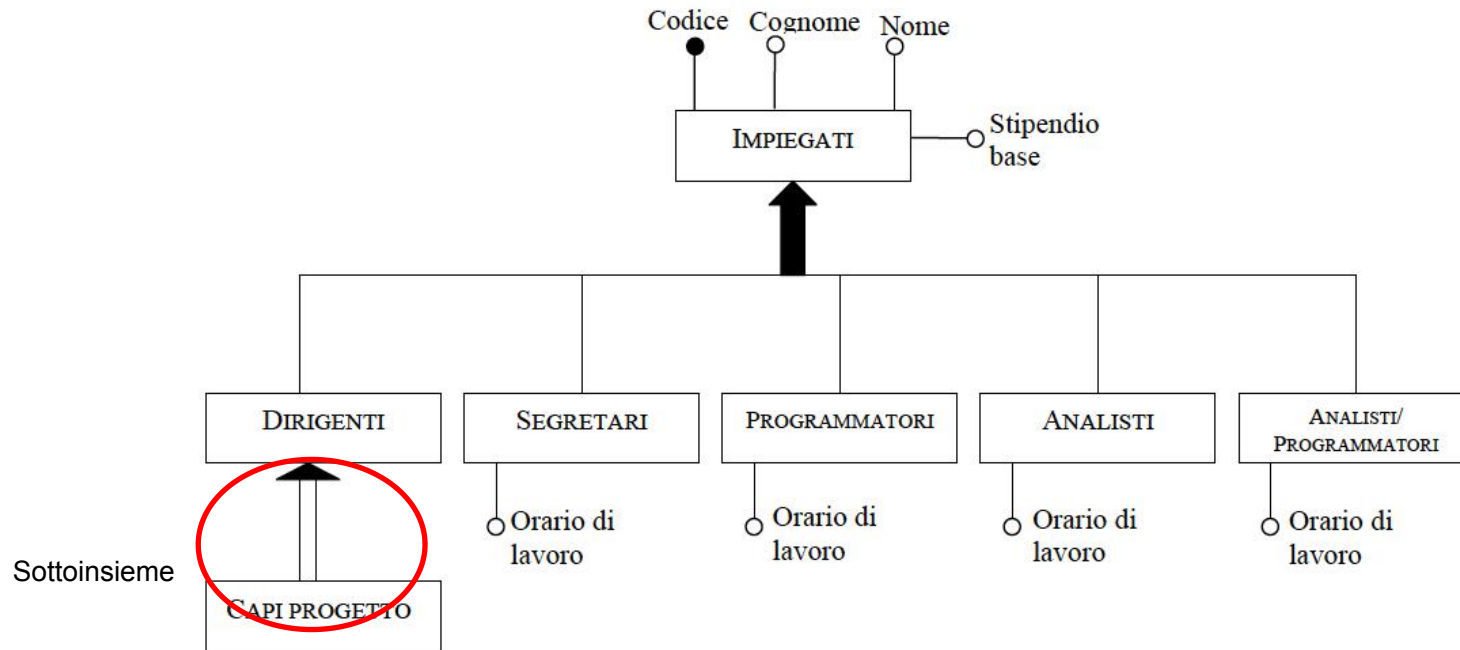 Codice
Cognome
Nome
IMPIEGATI
Stipendio
base
DIRIGENTI
SEGRETARI
PROGRAMMATORI
ANALISTI
ANALISTI/
PROGRAMMATORI
Orario di
lavoro
Orario di
lavoro
Orario di
lavoro
Orario di
lavoro
Sottoinsieme
CAPI PROGETTO